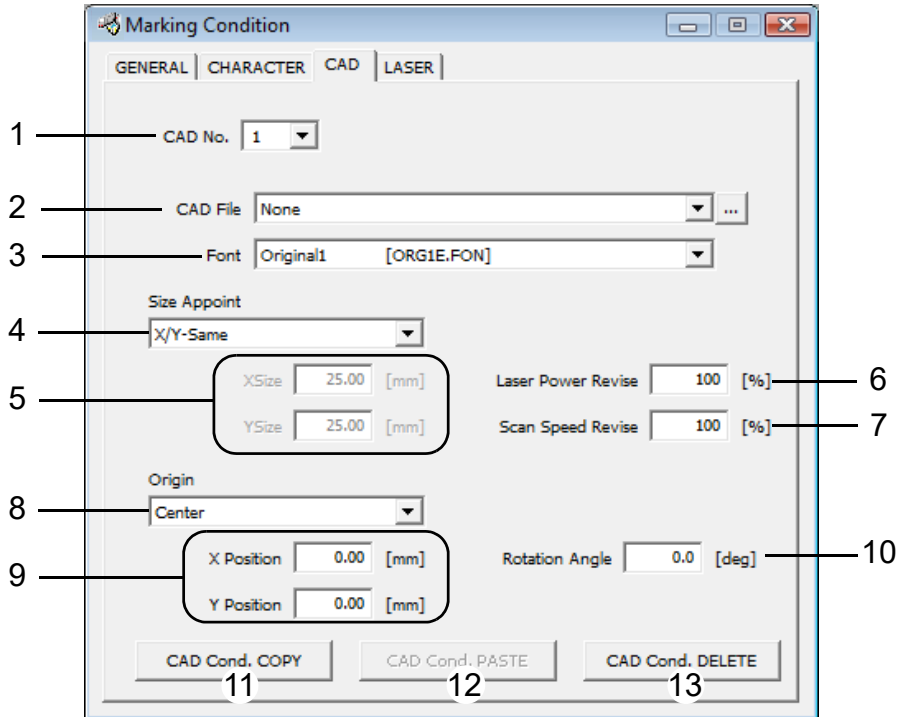 Marking Condition
GENERAL CHARACTER CAD LASER
1 CAD No. 1
2 CAD File None ...
3 Font Original1 [ORG1E.FON]
Size Appoint
4 X/Y-Same
5 XSize 25.00 [mm] Laser Power Revise 100 [%] 6
YSize 25.00 [mm] Scan Speed Revise 100 [%] 7
Origin
8 Center
9 X Position 0.00 [mm] Rotation Angle 0.0 [deg] 10
Y Position 0.00 [mm]
CAD Cond. COPY CAD Cond. PASTE CAD Cond. DELETE
11 12 13